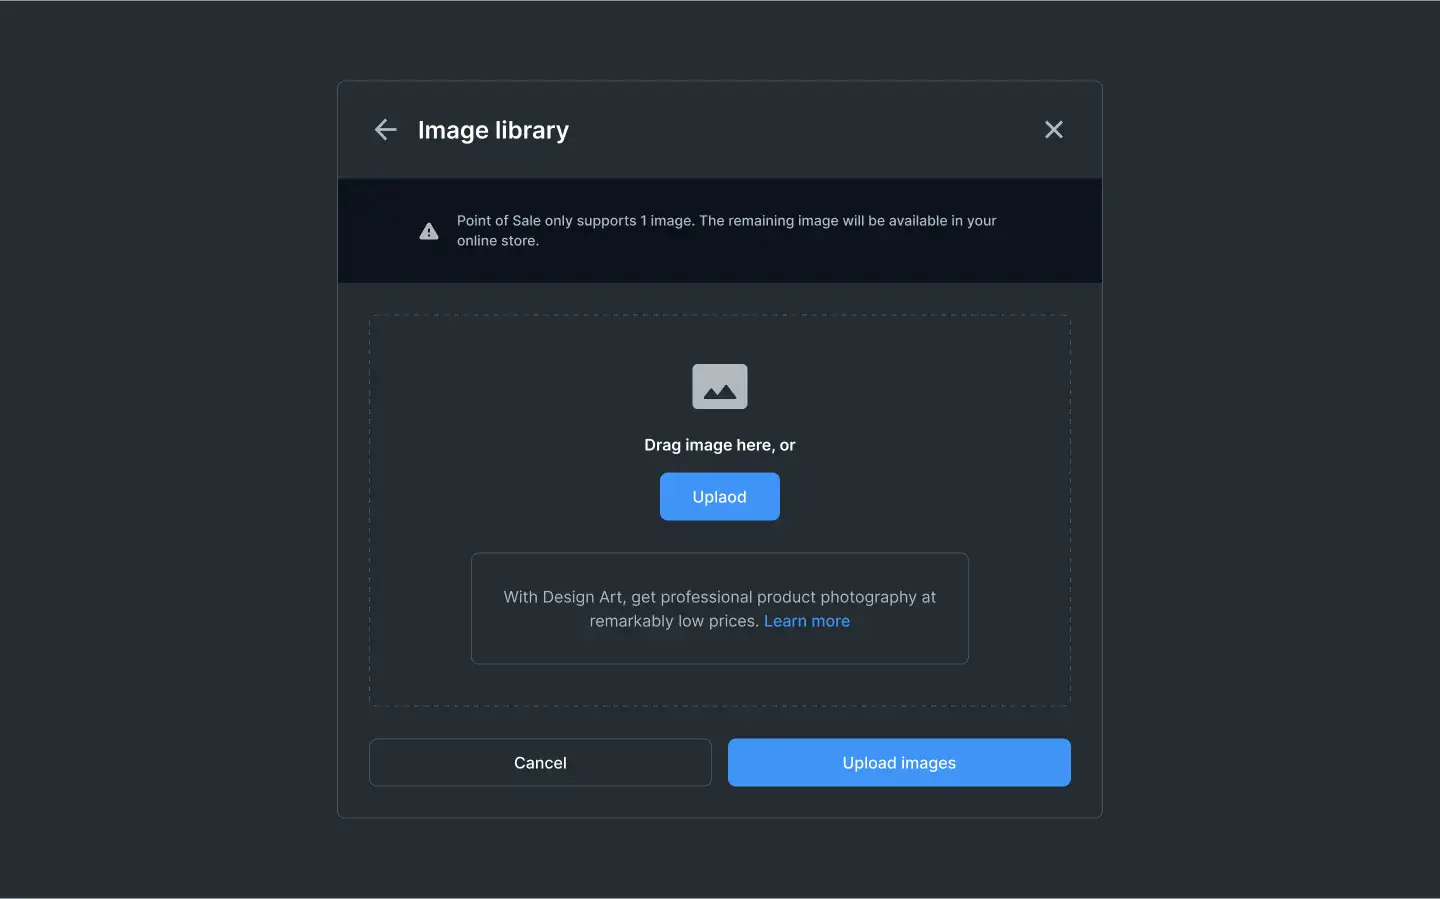 Image library
Point of Sale only supports 1 image. The remaining image will be available in your
online store.
Drag image here, or
Uplaod
With Design Art, get professional product photography at
remarkably low prices. Learn more
Cancel
Upload images